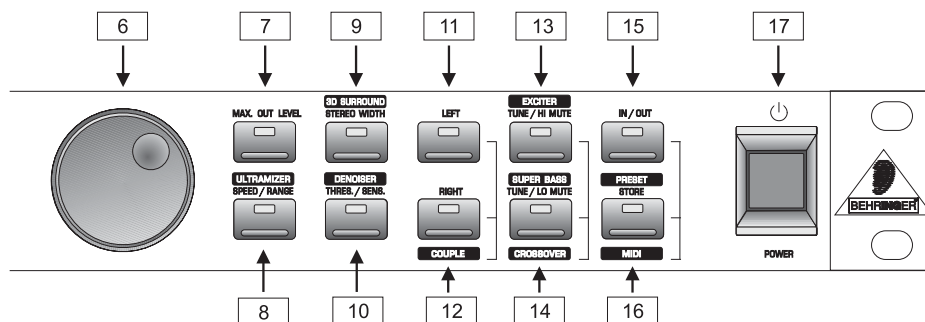 6 7 9 11 13 15 17
3D SURROUND EXCITER
MAX. OUT LEVEL STEREO WIDTH LEFT TUNE / HI MUTE IN / OUT
ULTRAMIZER DENOISER SUPER BASS PRESET
SPEED / RANGE THRES. / SENS. RIGHT TUNE / LO MUTE STORE
BEHRINGER
COUPLE CROSSOVER MIDI POWER
8 10 12 14 16